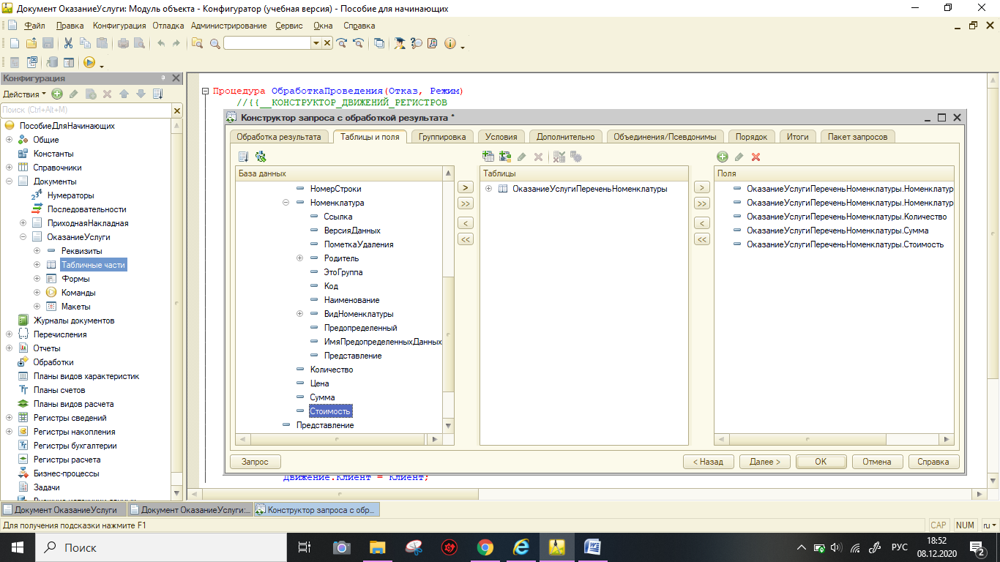 Документ ОказаниеУслуги: Модуль объекта - Конфигуратор (учебная версия) - Пособие для начинающих
Файл Правка Конфигурация Отладка Администрирование Сервис Окна Справка
Конфигурация
Действия
Поиск (Ctrl+Alt+M)
ПособиеДляНачинающих
Общие
Константы
Справочники
Документы
Нумераторы
Последовательности
ПриходнаяНакладная
ОказаниеУслуги
Реквизиты
Табличные части
Формы
Команды
Макеты
Журналы документов
Перечисления
Отчеты
Обработки
Планы видов характеристик
Планы счетов
Планы видов расчета
Регистры сведений
Регистры накопления
Регистры бухгалтерии
Регистры расчета
Бизнес-процессы
Задачи
Процедура ОбработкаПроведения(Отказ, Режим)
//{{__КОНСТРУКТОР_ДВИЖЕНИЙ_РЕГИСТРОВ
Конструктор запроса с обработкой результата *
Обработка результата Таблицы и поля Группировка Условия Дополнительно Объединения/Псевдонимы Порядок Итоги Пакет запросов
База данных
НомерСтроки
Номенклатура
Ссылка
ВерсияДанных
ПометкаУдаления
Родитель
ЭтоГруппа
Код
Наименование
ВидНоменклатуры
Предопределенный
ИмяПредопределенныхДанных
Представление
Количество
Цена
Сумма
Стоимость
Представление
> >> < <<
Таблицы
ОказаниеУслугиПереченьНоменклатуры
> >> < <<
Поля
ОказаниеУслугиПереченьНоменклатуры.Номенклатур
ОказаниеУслугиПереченьНоменклатуры.Номенклатур
ОказаниеУслугиПереченьНоменклатуры.Количество
ОказаниеУслугиПереченьНоменклатуры.Сумма
ОказаниеУслугиПереченьНоменклатуры.Стоимость
Запрос < Назад Далее > OK Отмена Справка
Движение.Клиент = Клиент;
Документ ОказаниеУслуги Документ ОказаниеУслуги:... Конструктор запроса с обр...
Для получения подсказки нажмите F1 CAP NUM ru
Поиск РУС 18:52
08.12.2020 2